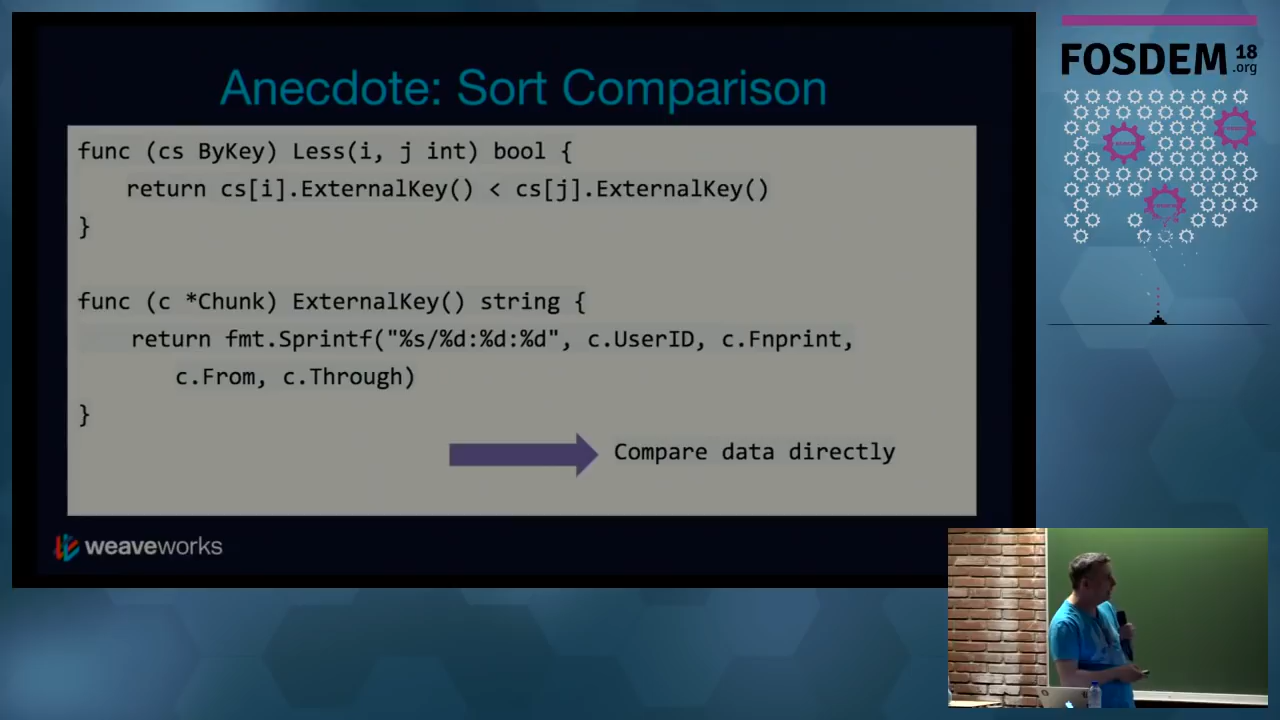 Anecdote: Sort Comparison
func (cs ByKey) Less(i, j int) bool {
return cs[i].ExternalKey() < cs[j].ExternalKey()
}
func (c *Chunk) ExternalKey() string {
return fmt.Sprintf("%s/%d:%d:%d", c.UserID, c.Fnprint,
c.From, c.Through)
}
Compare data directly
weaveworks
FOSDEM 18
.org